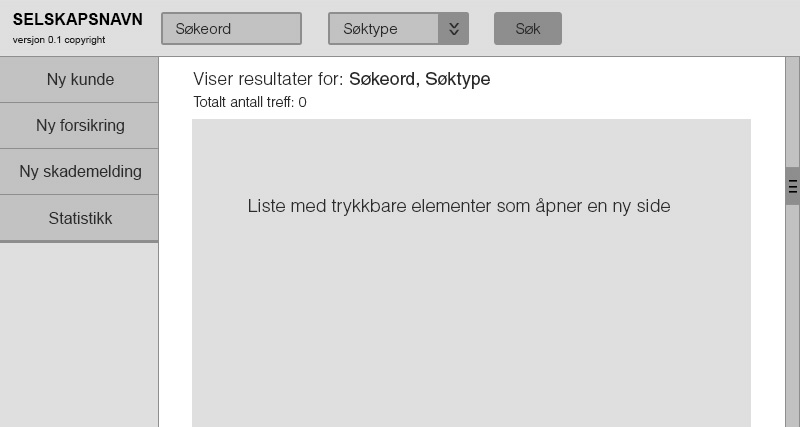 SELSKAPSNAVN
versjon 0.1 copyright
Søkeord
Søktype
Søk
Ny kunde
Ny forsikring
Ny skademelding
Statistikk
Viser resultater for: Søkeord, Søktype
Totalt antall treff: 0
Liste med trykkbare elementer som åpner en ny side